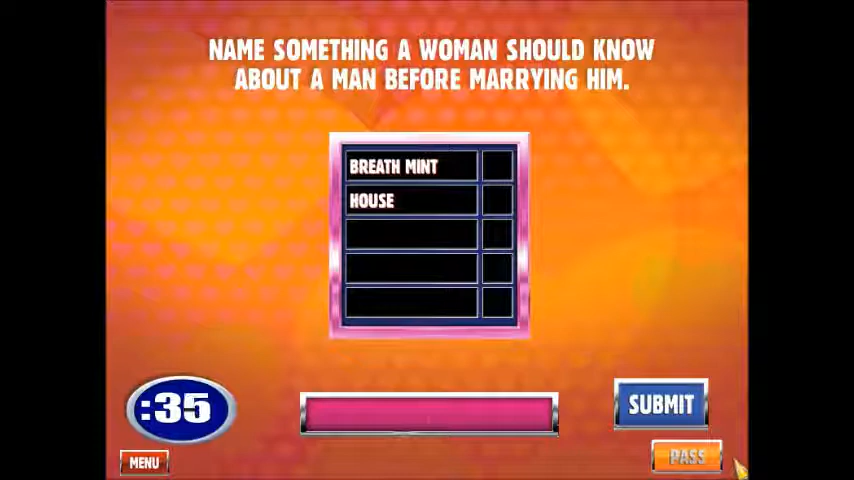 NAME SOMETHING A WOMAN SHOULD KNOW
ABOUT A MAN BEFORE MARRYING HIM.
BREATH MINT
HOUSE
:35
SUBMIT
PASS
MENU